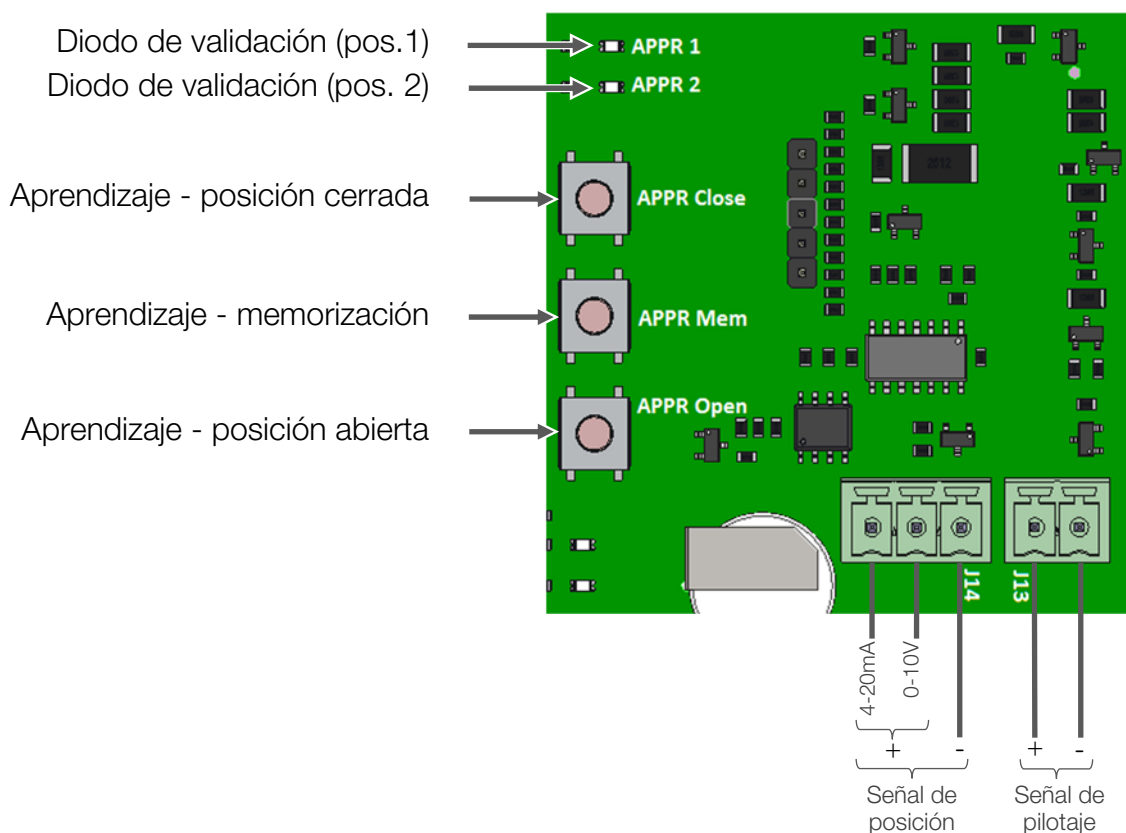 Diodo de validación (pos.1)
APPR 1
Diodo de validación (pos. 2)
APPR 2
Aprendizaje - posición cerrada
APPR Close
Aprendizaje - memorización
APPR Mem
Aprendizaje - posición abierta
APPR Open
J14
J13
4-20mA
0-10V
+
-
+
-
Señal de
posición
Señal de
pilotaje